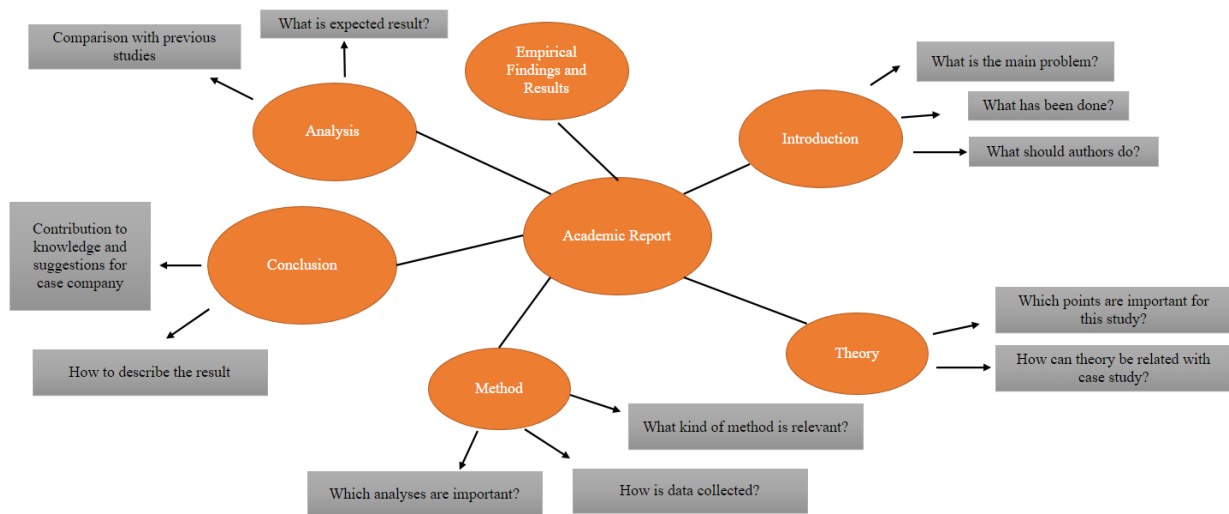 What is expected result?
Comparison with previous
studies
Analysis
Empirical
Findings and
Results
What is the main problem?
What has been done?
What should authors do?
Introduction
Academic Report
Contribution to
knowledge and
suggestions for
case company
Conclusion
How to describe the result
Which points are important for
this study?
How can theory be related with
case study?
Theory
Method
What kind of method is relevant?
Which analyses are important?
How is data collected?